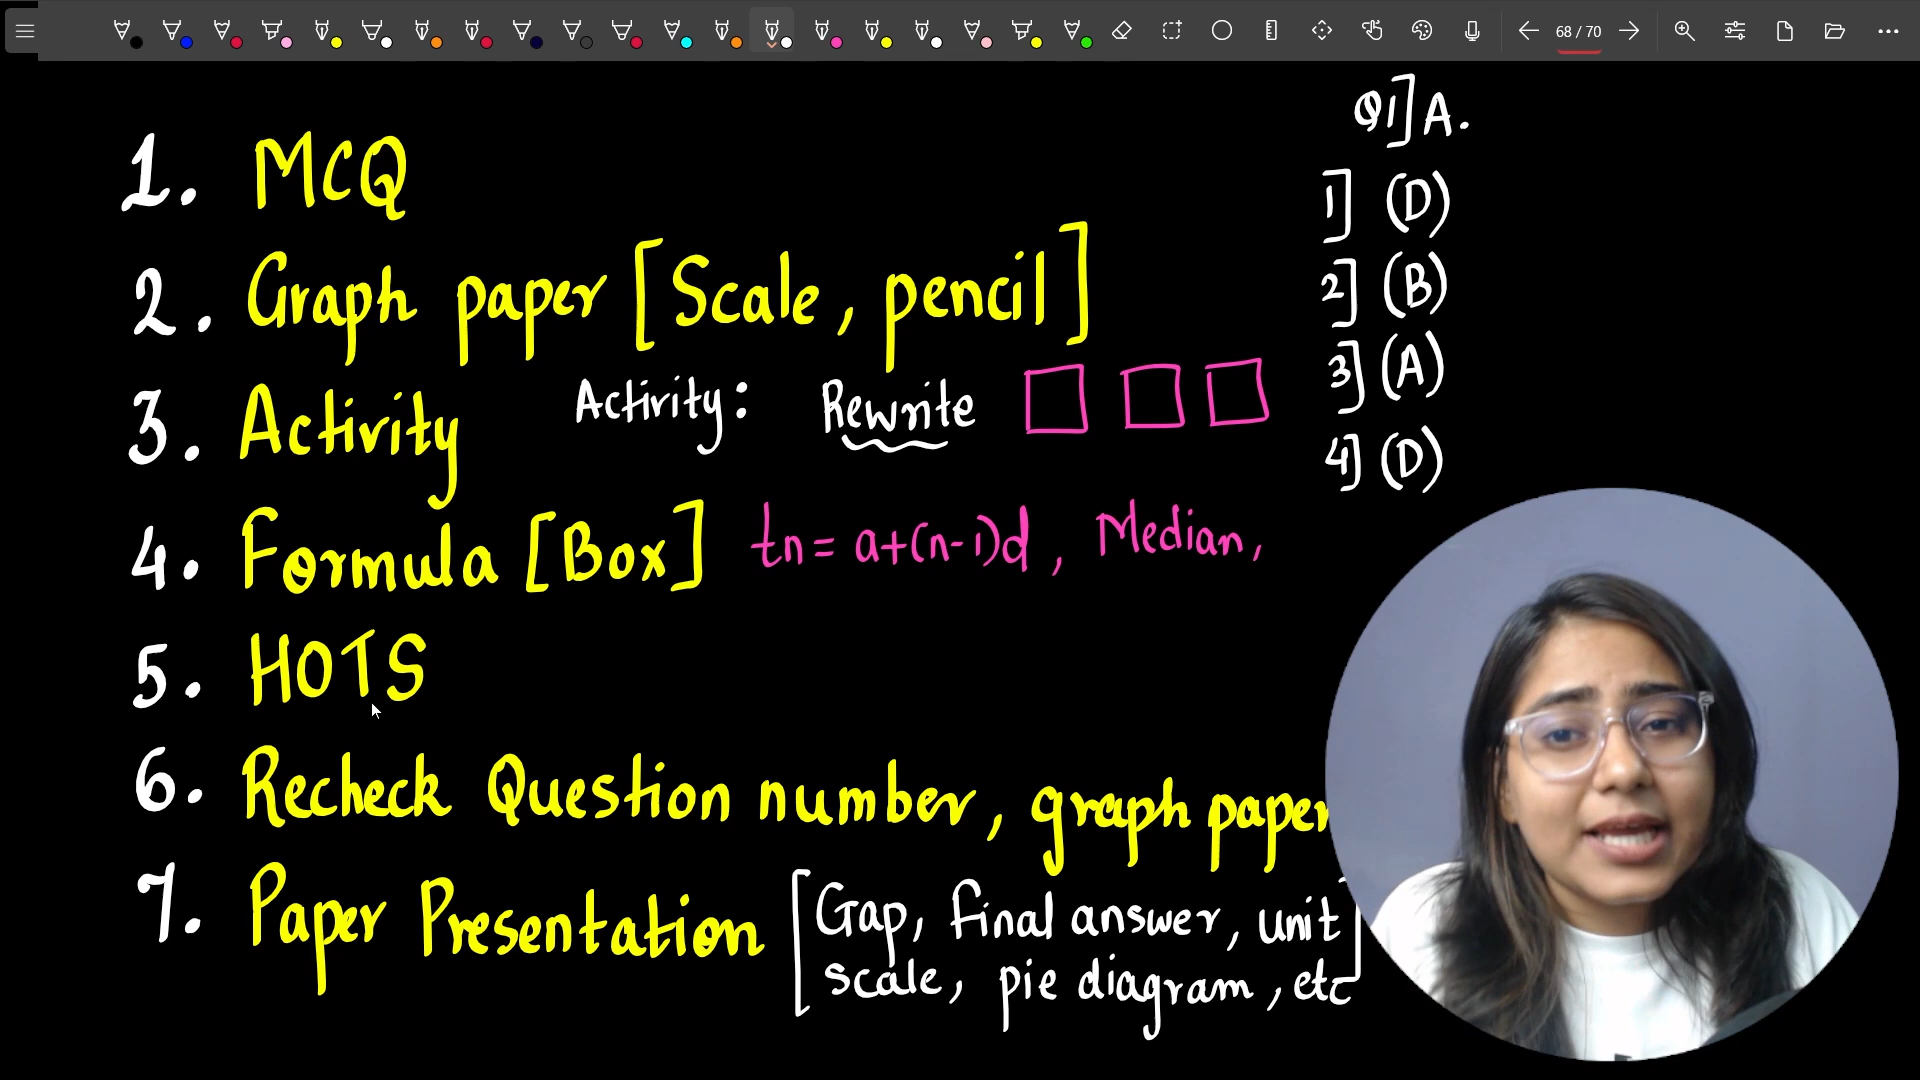 68 / 70
1. MCQ
2. Graph paper [Scale, pencil]
3. Activity
Activity: Rewrite
4. Formula [Box] tn = a+(n-1)d, Median,
5. HOTS
6. Recheck Question number, graph paper
7. Paper Presentation [Gap, final answer, unit
scale, pie diagram, etc]
Q1] A.
1] (D)
2] (B)
3] (A)
4] (D)